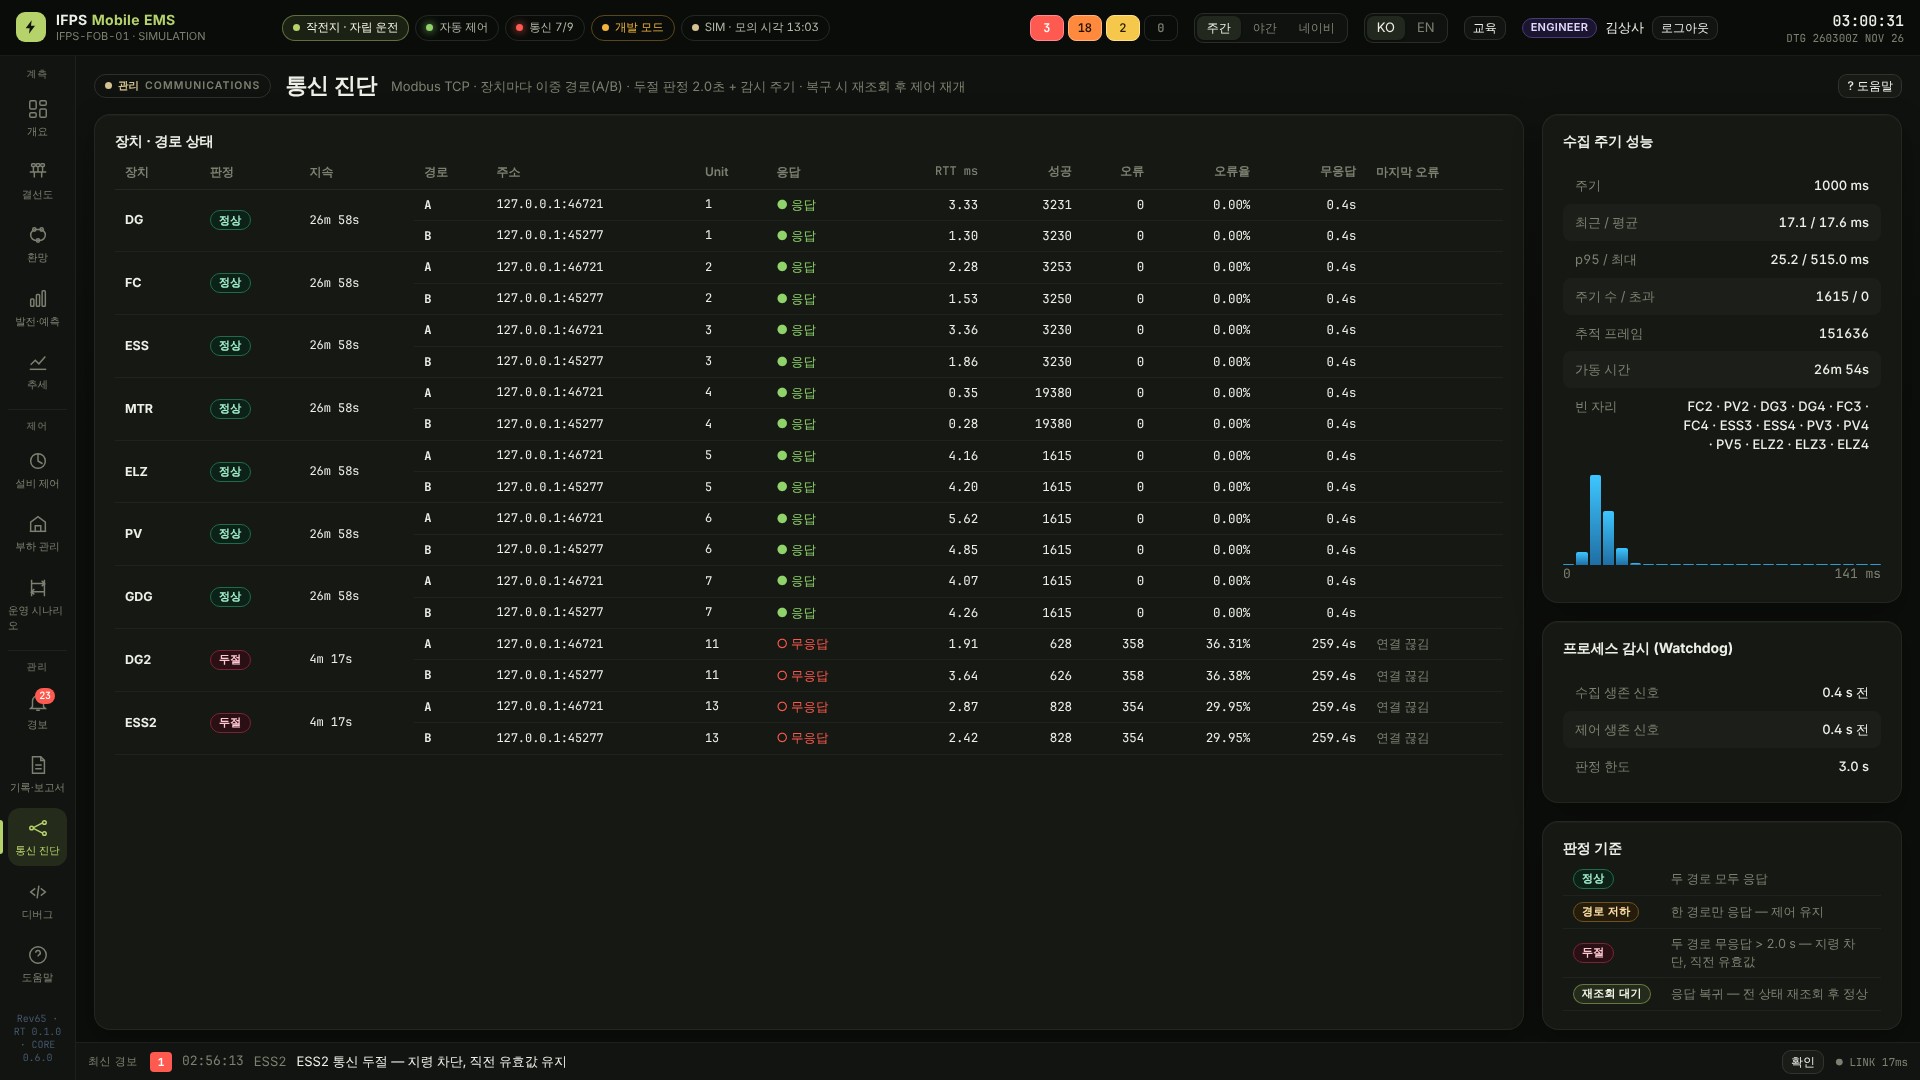 IFPS Mobile EMS
IFPS-FOB-01 · SIMULATION
작전지 · 자립 운전
자동 제어
통신 7/9
개발 모드
SIM · 모의 시각 13:03
3
18
2
0
주간
야간
네이비
KO
EN
교육
ENGINEER
김상사
로그아웃
03:00:31
DTG 260300Z NOV 26
계측
개요
결선도
환망
발전·예측
추세
제어
설비 제어
부하 관리
운영 시나리
오
관리
23
경보
기록·보고서
통신 진단
디버그
도움말
Rev65 ·
RT 0.1.0
· CORE
0.6.0
관리 COMMUNICATIONS
통신 진단
Modbus TCP · 장치마다 이중 경로(A/B) · 두절 판정 2.0초 + 감시 주기 · 복구 시 재조회 후 제어 재개
? 도움말
장치 · 경로 상태
장치 판정 지속 경로 주소 Unit 응답 RTT ms 성공 오류 오류율 무응답 마지막 오류
DG 정상 26m 58s A 127.0.0.1:46721 1 응답 3.33 3231 0 0.00% 0.4s
B 127.0.0.1:45277 1 응답 1.30 3230 0 0.00% 0.4s
FC 정상 26m 58s A 127.0.0.1:46721 2 응답 2.28 3253 0 0.00% 0.4s
B 127.0.0.1:45277 2 응답 1.53 3250 0 0.00% 0.4s
ESS 정상 26m 58s A 127.0.0.1:46721 3 응답 3.36 3230 0 0.00% 0.4s
B 127.0.0.1:45277 3 응답 1.86 3230 0 0.00% 0.4s
MTR 정상 26m 58s A 127.0.0.1:46721 4 응답 0.35 19380 0 0.00% 0.4s
B 127.0.0.1:45277 4 응답 0.28 19380 0 0.00% 0.4s
ELZ 정상 26m 58s A 127.0.0.1:46721 5 응답 4.16 1615 0 0.00% 0.4s
B 127.0.0.1:45277 5 응답 4.20 1615 0 0.00% 0.4s
PV 정상 26m 58s A 127.0.0.1:46721 6 응답 5.62 1615 0 0.00% 0.4s
B 127.0.0.1:45277 6 응답 4.85 1615 0 0.00% 0.4s
GDG 정상 26m 58s A 127.0.0.1:46721 7 응답 4.07 1615 0 0.00% 0.4s
B 127.0.0.1:45277 7 응답 4.26 1615 0 0.00% 0.4s
DG2 두절 4m 17s A 127.0.0.1:46721 11 무응답 1.91 628 358 36.31% 259.4s 연결 끊김
B 127.0.0.1:45277 11 무응답 3.64 626 358 36.38% 259.4s 연결 끊김
ESS2 두절 4m 17s A 127.0.0.1:46721 13 무응답 2.87 828 354 29.95% 259.4s 연결 끊김
B 127.0.0.1:45277 13 무응답 2.42 828 354 29.95% 259.4s 연결 끊김
수집 주기 성능
주기 1000 ms
최근 / 평균 17.1 / 17.6 ms
p95 / 최대 25.2 / 515.0 ms
주기 수 / 초과 1615 / 0
추적 프레임 151636
가동 시간 26m 54s
빈 자리 FC2 · PV2 · DG3 · DG4 · FC3 ·
FC4 · ESS3 · ESS4 · PV3 · PV4
· PV5 · ELZ2 · ELZ3 · ELZ4
0 141 ms
프로세스 감시 (Watchdog)
수집 생존 신호 0.4 s 전
제어 생존 신호 0.4 s 전
판정 한도 3.0 s
판정 기준
정상 두 경로 모두 응답
경로 저하 한 경로만 응답 — 제어 유지
두절 두 경로 무응답 > 2.0 s — 지령 차
단, 직전 유효값
재조회 대기 응답 복귀 — 전 상태 재조회 후 정상
최신 경보 1 02:56:13 ESS2 ESS2 통신 두절 — 지령 차단, 직전 유효값 유지
확인
LINK 17ms